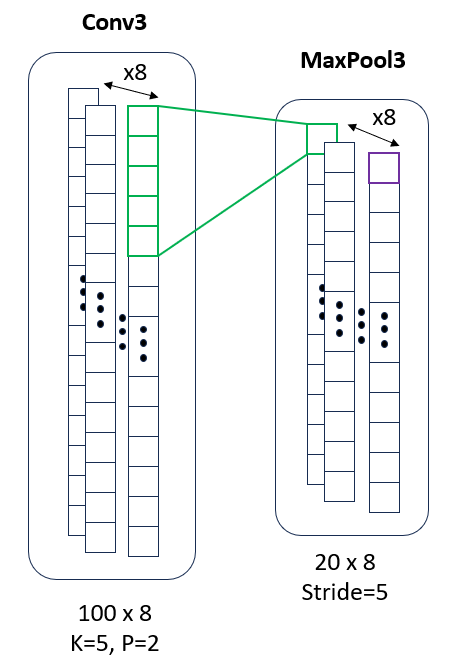 Conv3
x8
100 x 8
K=5, P=2
MaxPool3
x8
20 x 8
Stride=5